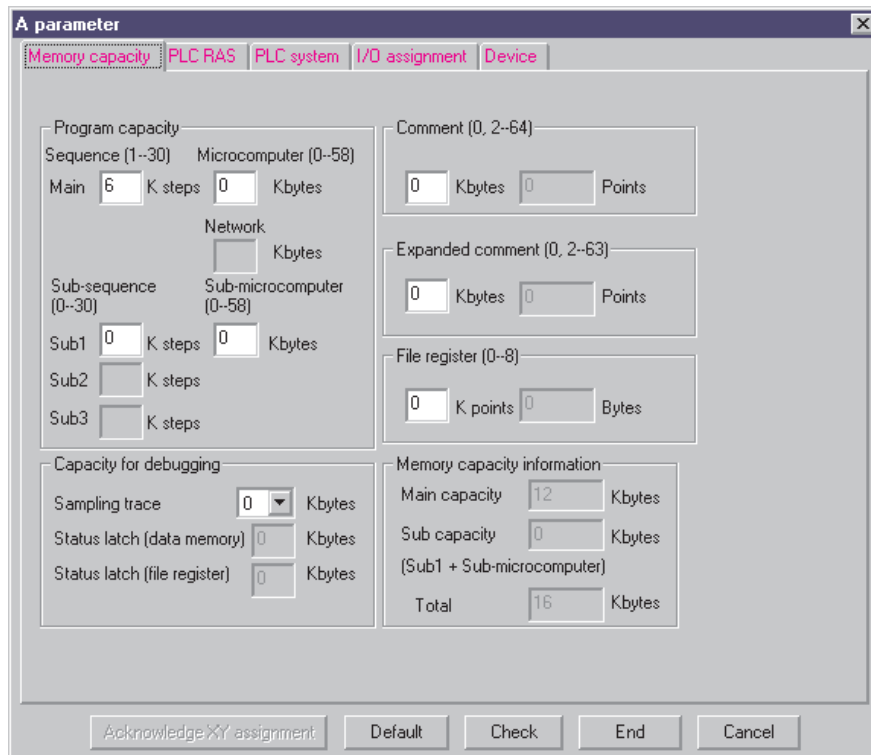 A parameter
Memory capacity PLC RAS PLC system I/O assignment Device
Program capacity
Sequence (1--30) Microcomputer (0--58)
Main 6 K steps 0 Kbytes
Network
Kbytes
Sub-sequence (0--30) Sub-microcomputer (0--58)
Sub1 0 K steps 0 Kbytes
Sub2 K steps
Sub3 K steps
Comment (0, 2--64)
0 Kbytes 0 Points
Expanded comment (0, 2--63)
0 Kbytes 0 Points
File register (0--8)
0 K points 0 Bytes
Capacity for debugging
Sampling trace 0 Kbytes
Status latch (data memory) 0 Kbytes
Status latch (file register) 0 Kbytes
Memory capacity information
Main capacity 12 Kbytes
Sub capacity 0 Kbytes
(Sub1 + Sub-microcomputer)
Total 16 Kbytes
Acknowledge XY assignment Default Check End Cancel